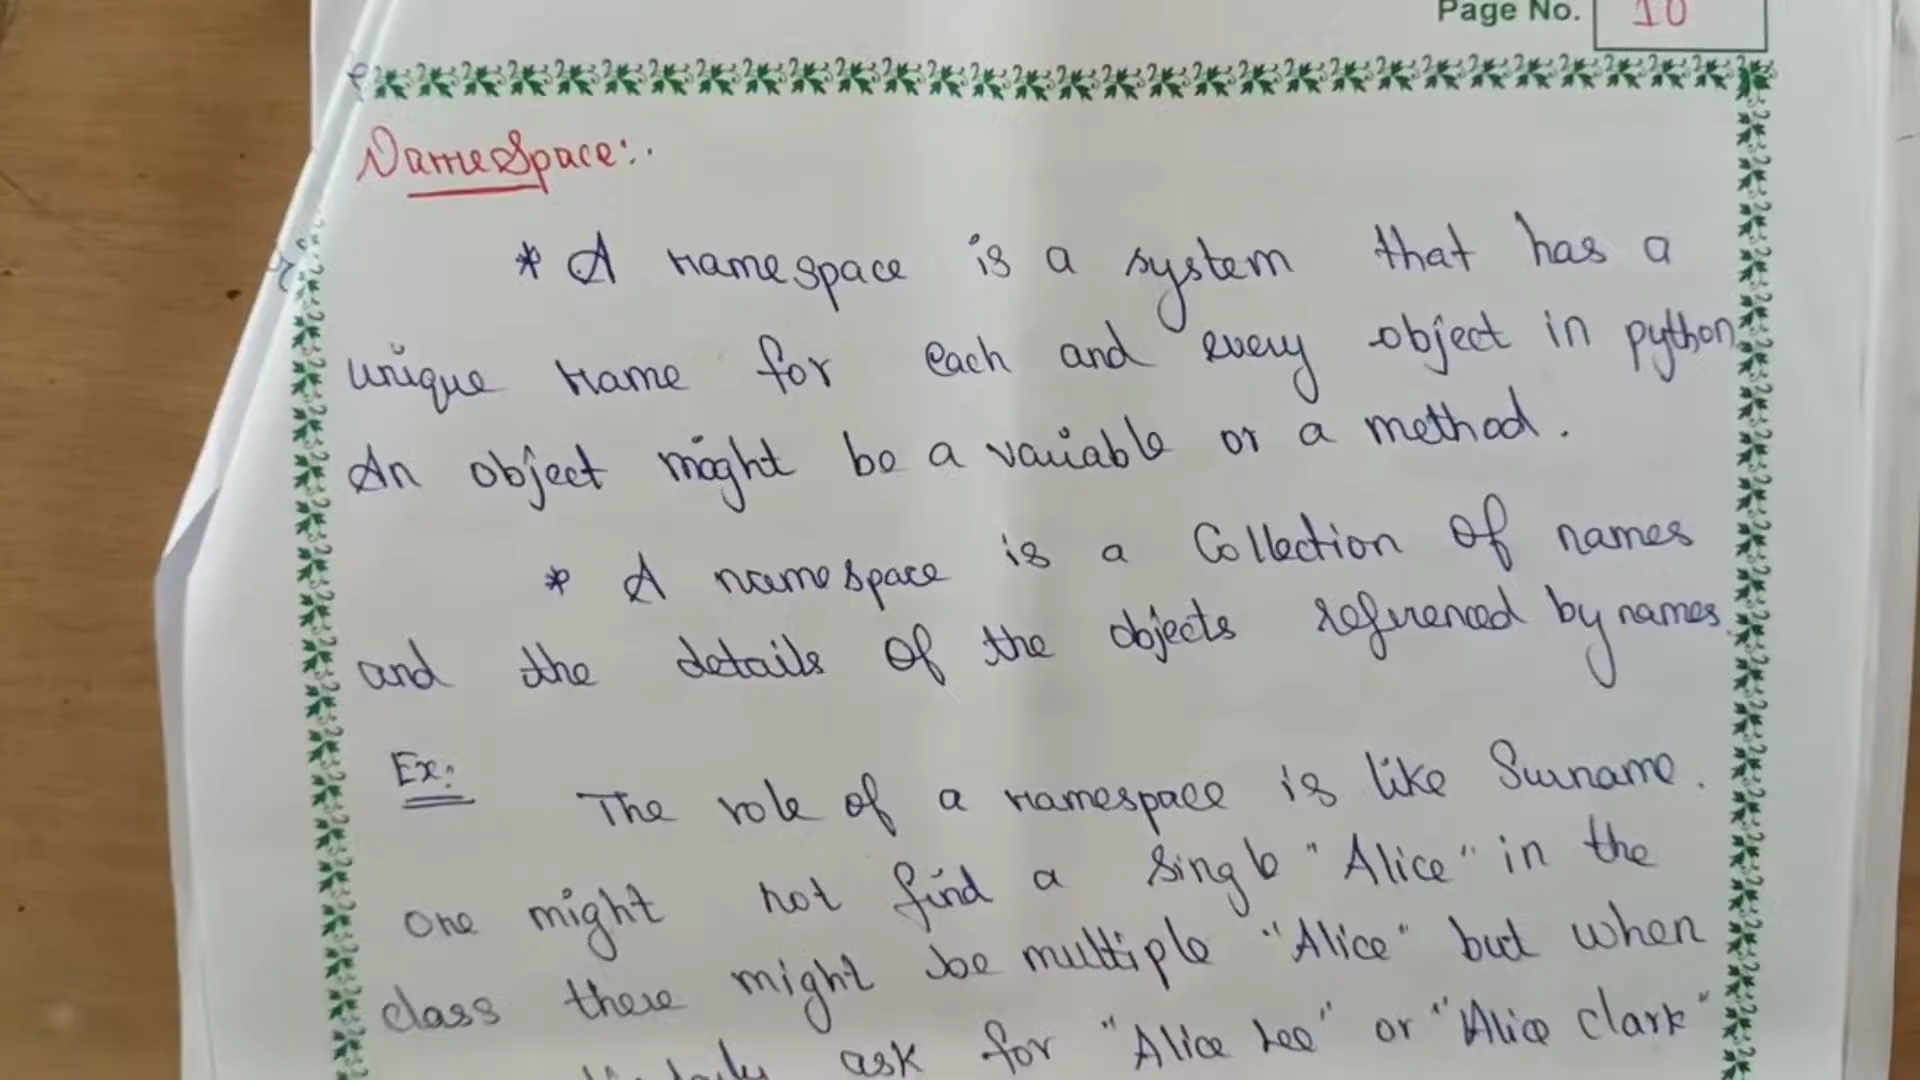 Page No. 10
NameSpace:.
* A namespace is a system that has a
unique name for each and every object in python
An object might be a variable or a method.
* A namespace is a Collection of names
and the details of the objects referenced by names
Ex:
The role of a namespace is like Surname.
one might not find a single "Alice" in the
class there might be multiple "Alice" but when
ask for "Alice Lee" or "Alice Clark"